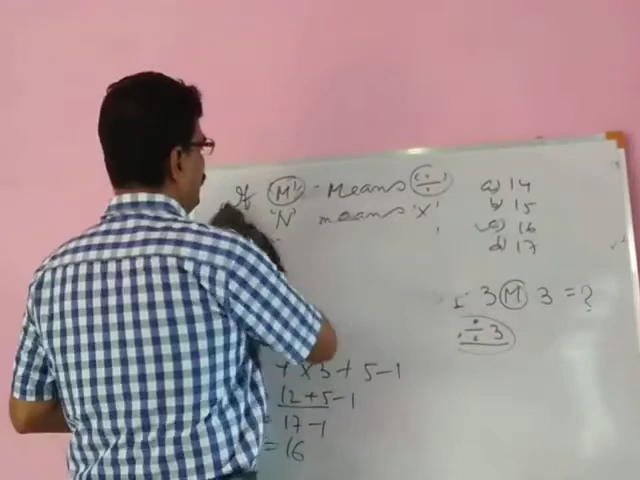 If 'M' - Means '÷'
'N' means 'X'
a) 14
b) 15
c) 16
d) 17
3 M 3 = ?
÷ 3
X 3 + 5 - 1
12 + 5 - 1
17 - 1
= 16